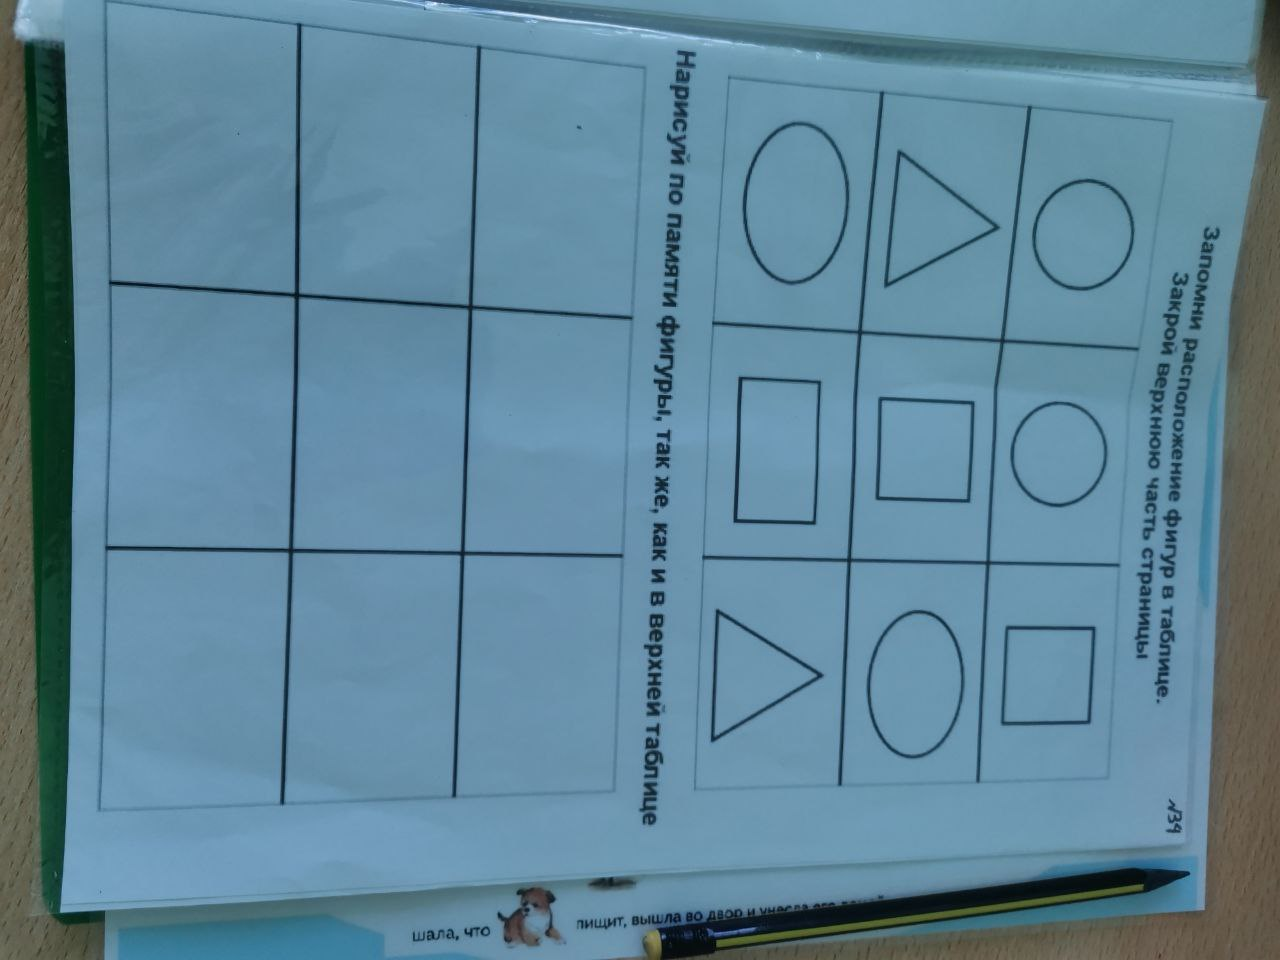 Запомни расположение фигур в таблице.
Закрой верхнюю часть страницы
№34
Нарисуй по памяти фигуры, так же, как и в верхней таблице
шала, что
пищит, вышла во двор и унесла его